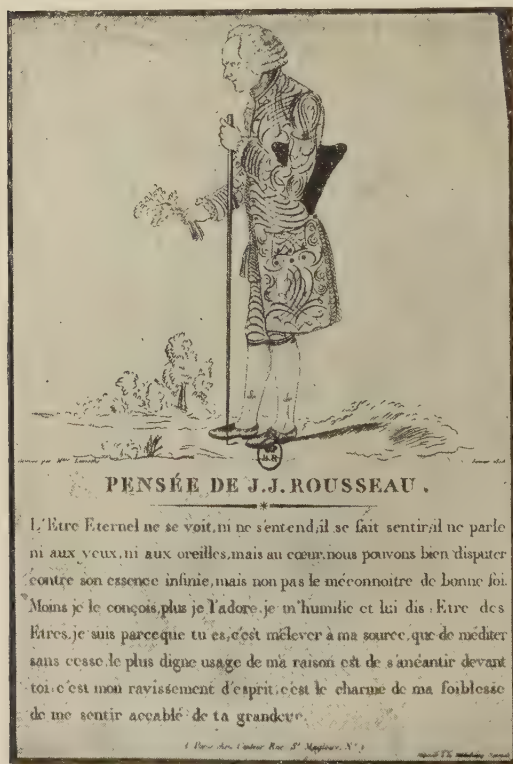 PENSÉE DE J.J. ROUSSEAU.
L'Etre Eternel ne se voit, ni ne s'entend, il se fait sentir; il ne parle
ni aux yeux, ni aux oreilles, mais au cœur, nous pouvons bien disputer
contre son essence infinie, mais non pas le méconnoitre de bonne foi.
Moins je le conçois, plus je l'adore, je m'humilie et lui dis : Etre des
Etres, je suis parceque tu es, c'est m'élever à ma source, que de méditer
sans cesse, le plus digne usage de ma raison est de s'anéantir devant
toi: c'est mon ravissement d'esprit, c'est le charme de ma foiblesse
de me sentir accablé de ta grandeur.
Paris chez l'auteur Rue St